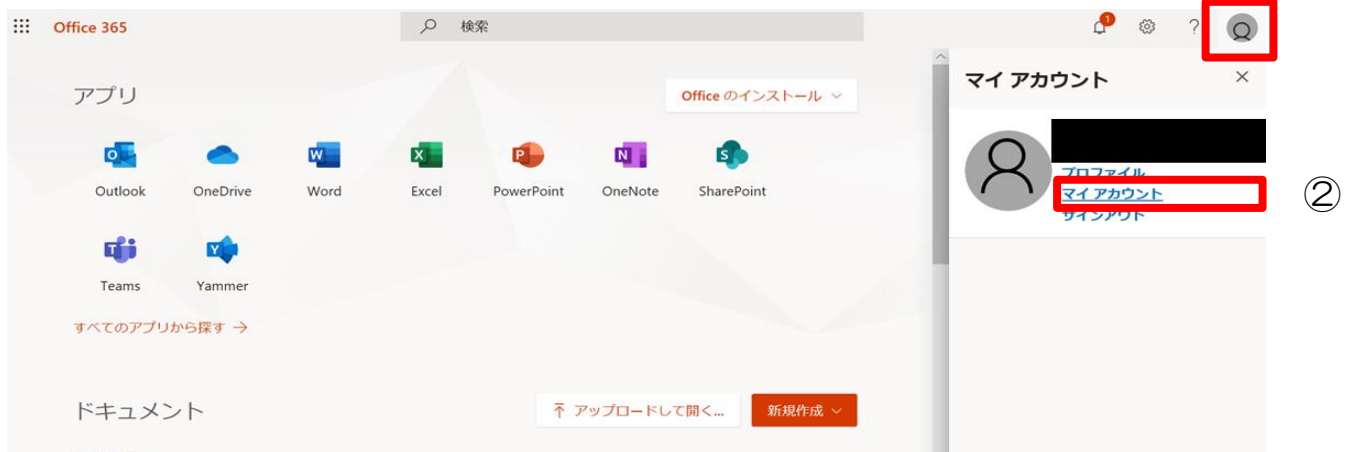 Office 365
検索
1
?
アプリ
Office のインストール
Outlook
OneDrive
Word
Excel
PowerPoint
OneNote
SharePoint
Teams
Yammer
すべてのアプリから探す →
ドキュメント
アップロードして開く...
新規作成
マイ アカウント
プロファイル
マイ アカウント
サインアウト
②